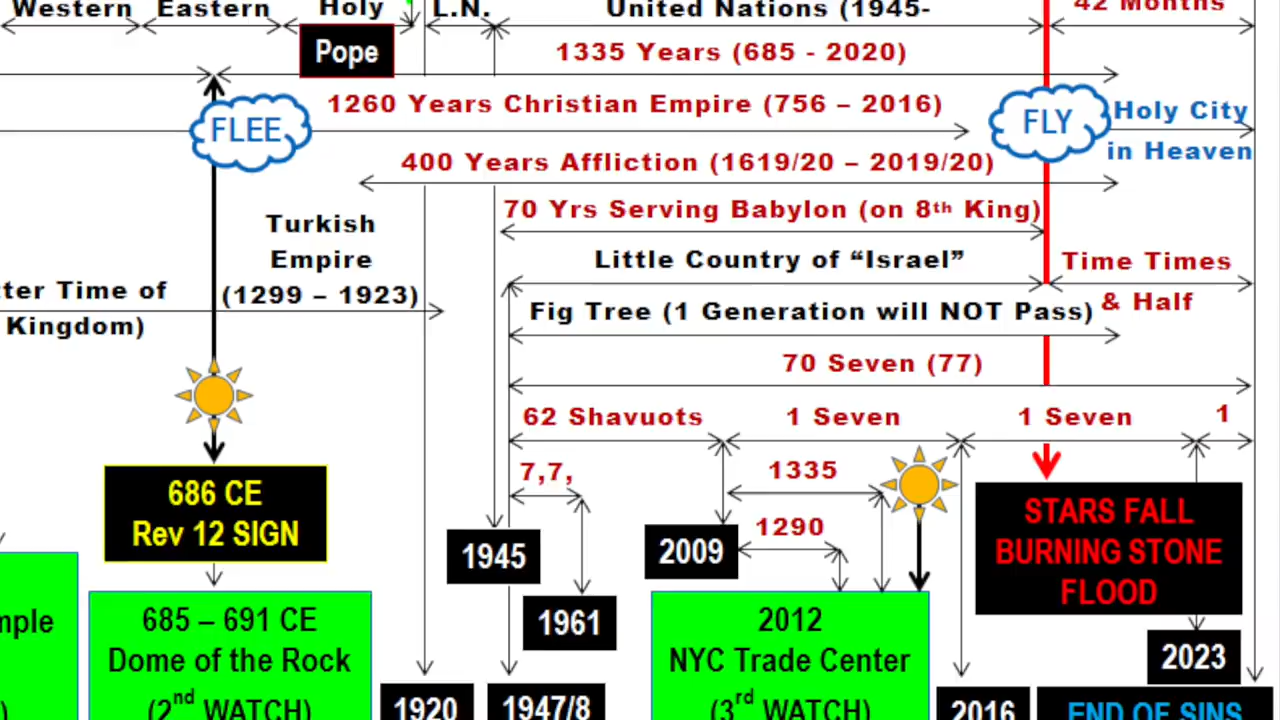 Western
Eastern
Holy
L.N.
United Nations (1945-
42 Months
Pope
1335 Years (685 - 2020)
1260 Years Christian Empire (756 – 2016)
FLEE
FLY
Holy City
in Heaven
400 Years Affliction (1619/20 – 2019/20)
70 Yrs Serving Babylon (on 8th King)
Turkish
Empire
(1299 – 1923)
Little Country of “Israel”
Time Times
& Half
tter Time of
Kingdom)
Fig Tree (1 Generation will NOT Pass)
70 Seven (77)
62 Shavuots
1 Seven
1 Seven
1
7,7,
1335
1290
686 CE
Rev 12 SIGN
STARS FALL
BURNING STONE
FLOOD
1945
2009
1961
mple
)
685 – 691 CE
Dome of the Rock
(2nd WATCH)
2012
NYC Trade Center
(3rd WATCH)
2023
1920
1947/8
2016
END OF SINS